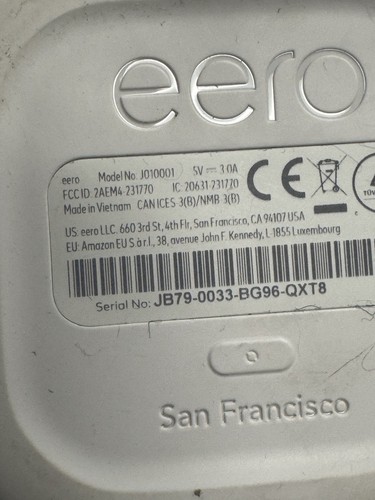 eero
eero Model No. J010001 5V ⎓ 3.0A
FCC ID: 2AEM4-231770 IC: 20631-231770
Made in Vietnam CAN ICES 3(B)/NMB 3(B)
US: eero LLC. 660 3rd St, 4th Flr, San Francisco, CA 94107 USA
EU: Amazon EU S.à r.l., 38, avenue John F. Kennedy, L-1855 Luxembourg
CE
TÜV
Serial No: JB79-0033-BG96-QXT8
San Francisco